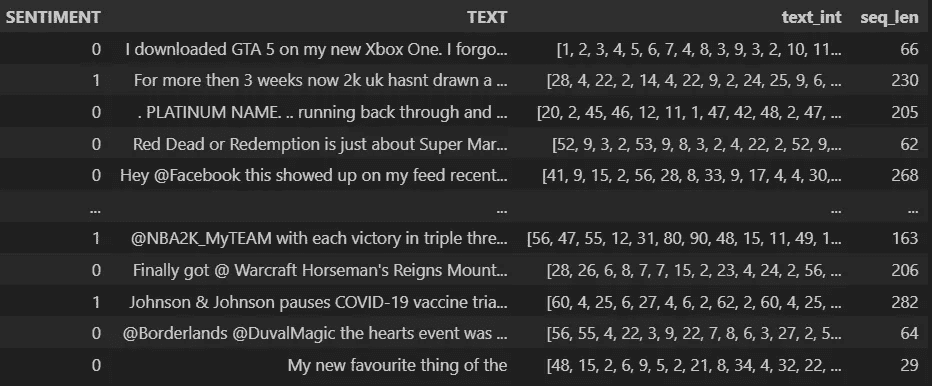 SENTIMENT TEXT text_int seq_len
0 I downloaded GTA 5 on my new Xbox One. I forgo... [1, 2, 3, 4, 5, 6, 7, 4, 8, 3, 9, 3, 2, 10, 11... 66
1 For more then 3 weeks now 2k uk hasnt drawn a ... [28, 4, 22, 2, 14, 4, 22, 9, 2, 24, 25, 9, 6, ... 230
0 . PLATINUM NAME. .. running back through and ... [20, 2, 45, 46, 12, 11, 1, 47, 42, 48, 2, 47, ... 205
0 Red Dead or Redemption is just about Super Mar... [52, 9, 3, 2, 53, 9, 8, 3, 2, 4, 22, 2, 52, 9,... 62
0 Hey @Facebook this showed up on my feed recent... [41, 9, 15, 2, 56, 28, 8, 33, 9, 17, 4, 4, 30,... 268
... ... ... ...
1 @NBA2K_MyTEAM with each victory in triple thre... [56, 47, 55, 12, 31, 80, 90, 48, 15, 11, 49, 1... 163
0 Finally got @ Warcraft Horseman's Reigns Mount... [28, 26, 6, 8, 7, 7, 15, 2, 23, 4, 24, 2, 56, ... 206
1 Johnson & Johnson pauses COVID-19 vaccine tria... [60, 4, 25, 6, 27, 4, 6, 2, 62, 2, 60, 4, 25, ... 282
0 @Borderlands @DuvalMagic the hearts event was ... [56, 55, 4, 22, 3, 9, 22, 7, 8, 6, 3, 27, 2, 5... 64
0 My new favourite thing of the [48, 15, 2, 6, 9, 5, 2, 21, 8, 34, 4, 32, 22, ... 29